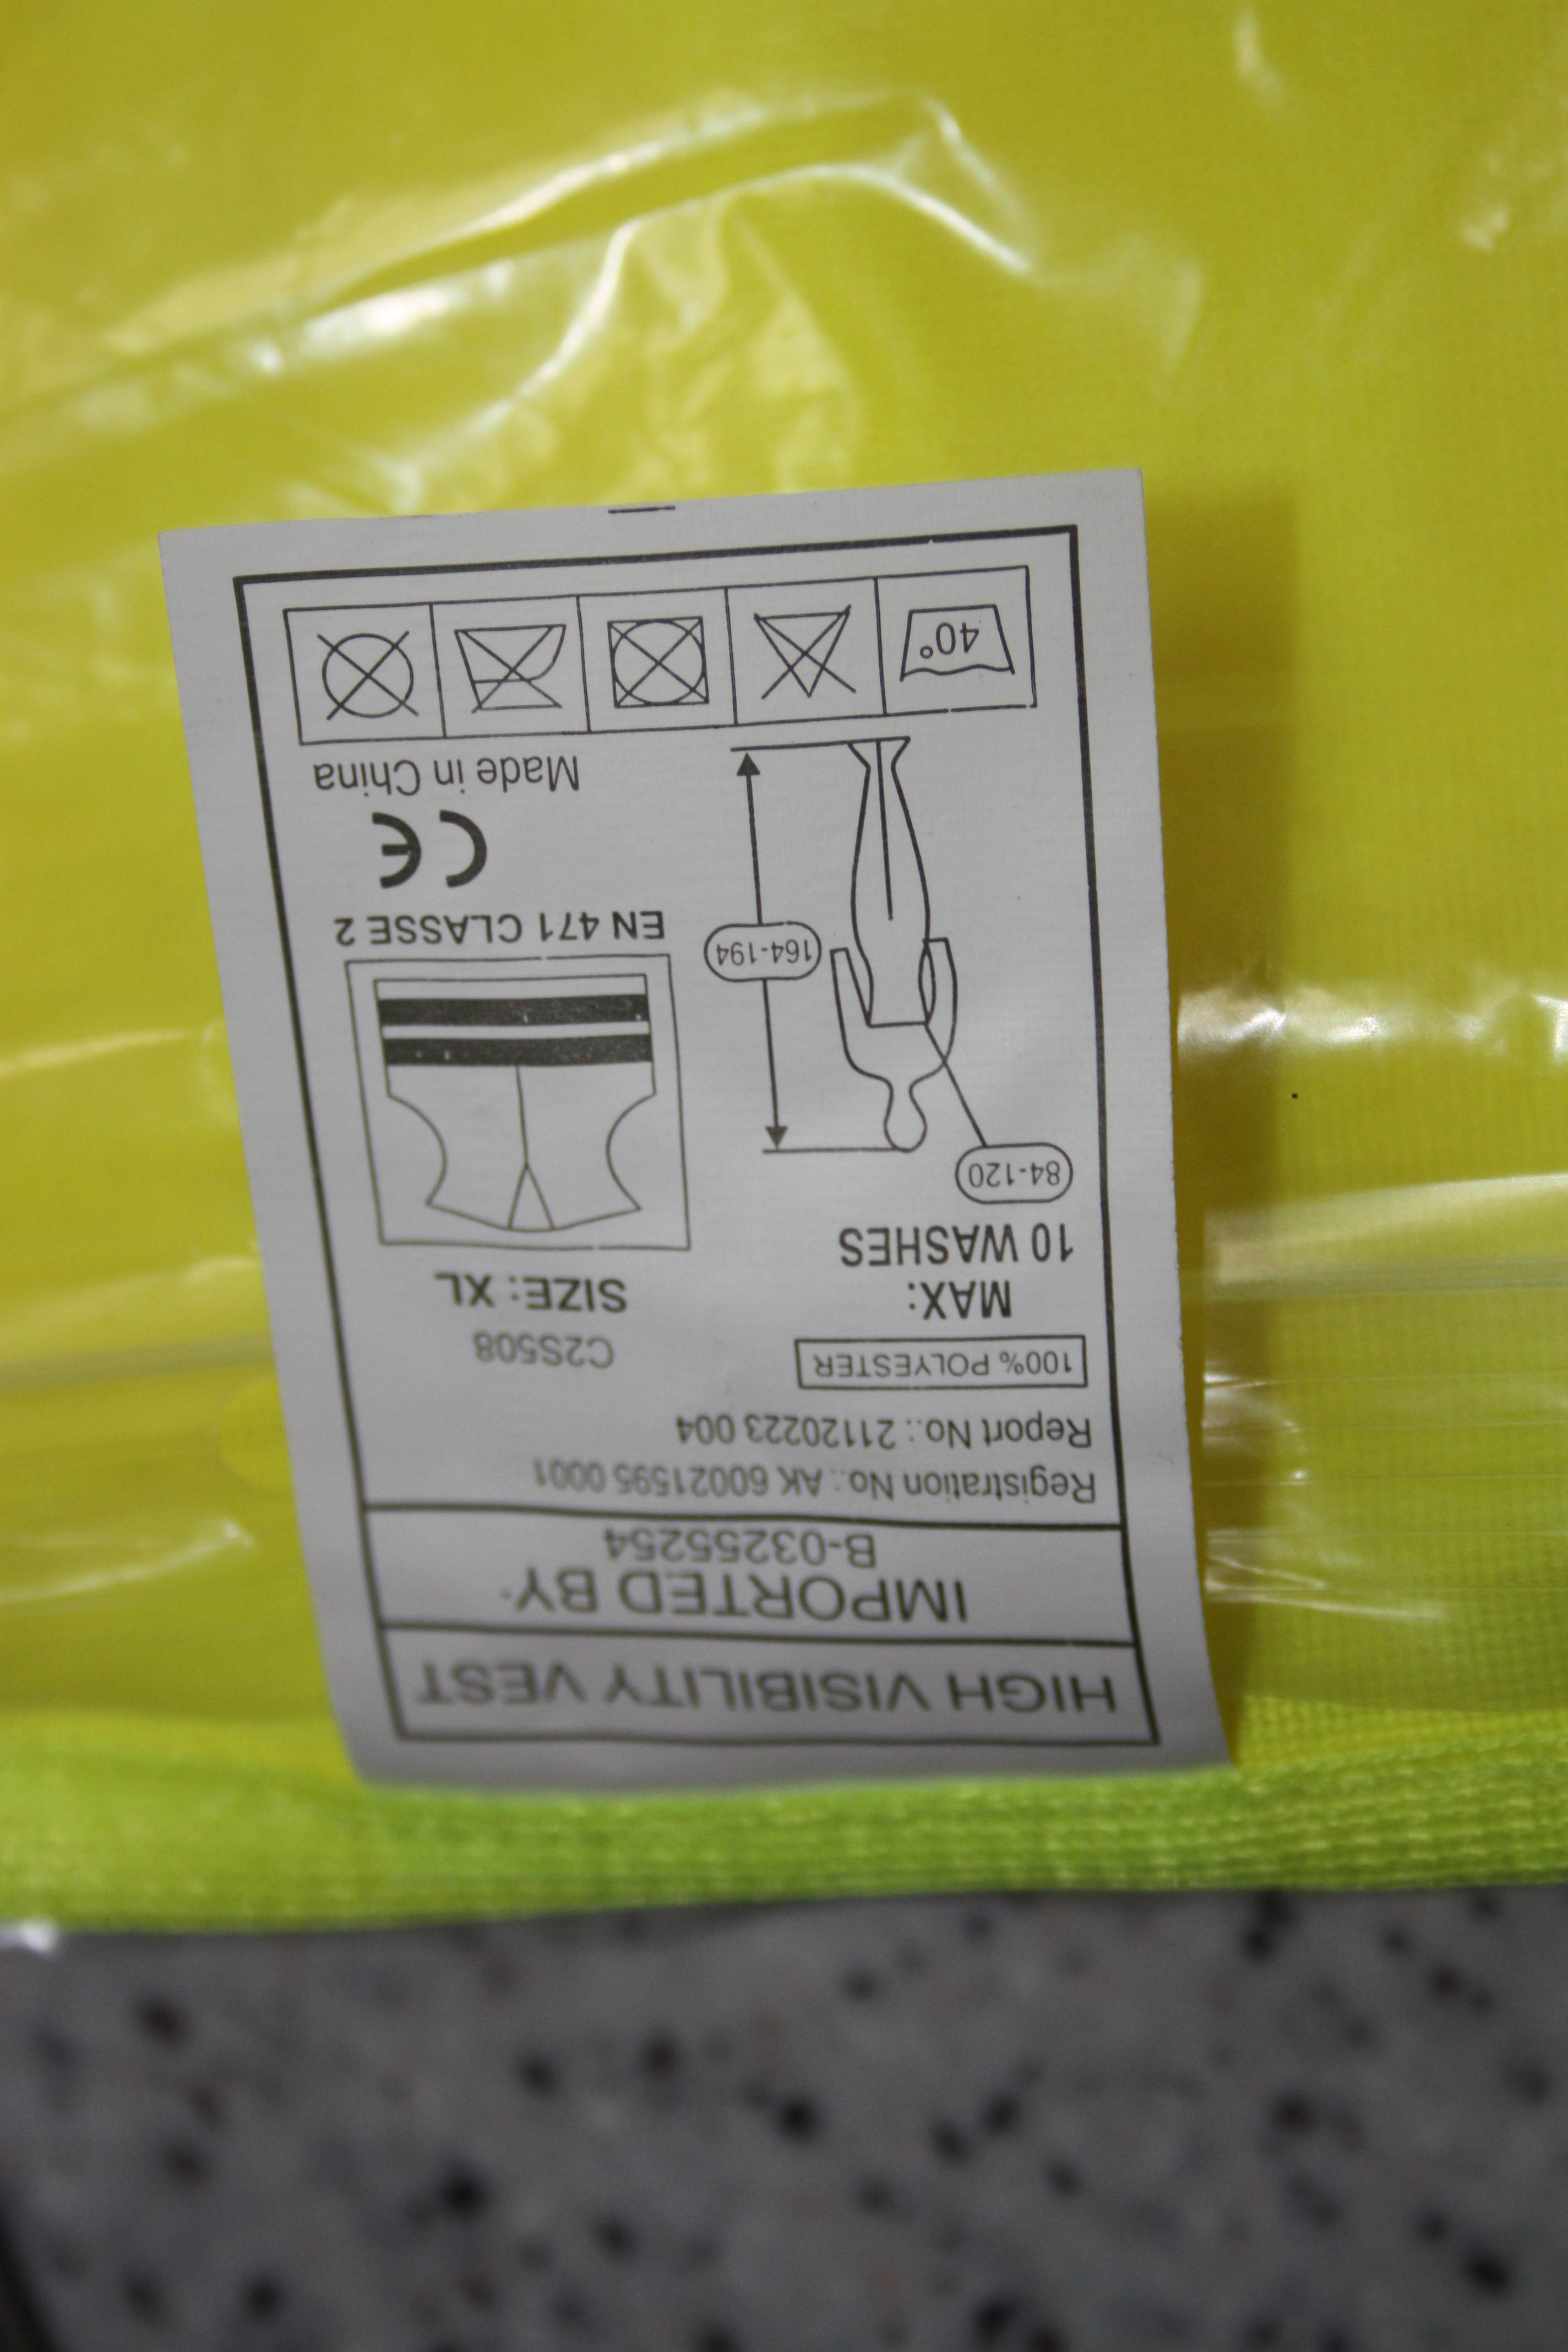 HIGH VISIBILITY VEST
IMPORTED BY
B-03255254
Registration No.: AK 60021595 0001
Report No.: 21120223 004
100% POLYESTER
C2S508
MAX:
SIZE: XL
10 WASHES
84-120
164-194
EN 471 CLASSE 2
CE
Made in China
40°